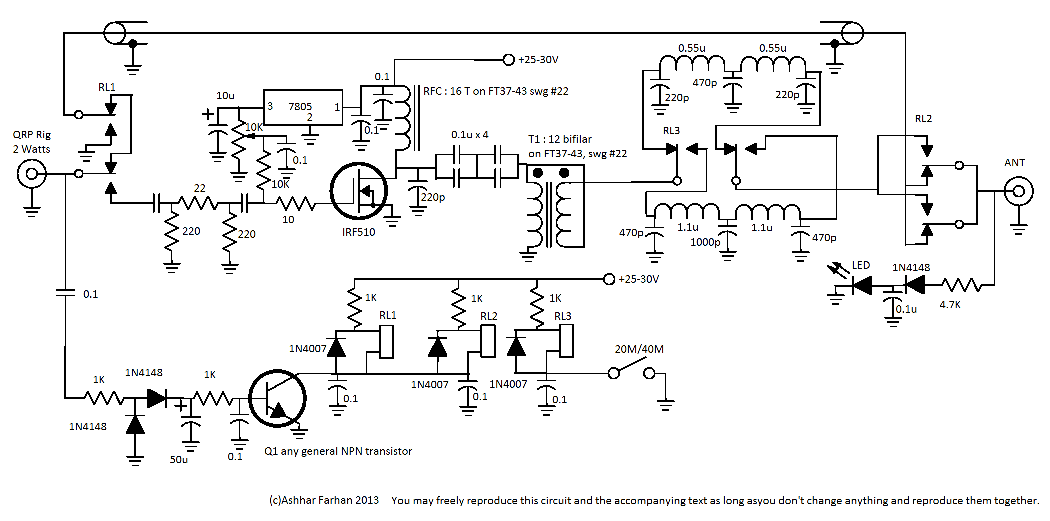 RL1
QRP Rig
2 Watts
10u
3
7805
1
2
10K
0.1
10K
0.1
0.1
+25-30V
RFC : 16 T on FT37-43 swg #22
0.1u x 4
T1 : 12 bifilar
on FT37-43, swg #22
22
220
220
10
IRF510
220p
0.55u
0.55u
470p
220p
220p
RL3
RL2
ANT
470p
1.1u
1000p
1.1u
470p
LED
1N4148
0.1u
4.7K
0.1
+25-30V
1K
RL1
1K
RL2
1K
RL3
1N4007
1N4007
1N4007
0.1
0.1
0.1
20M/40M
1K
1N4148
1K
1N4148
50u
0.1
Q1 any general NPN transistor
(c)Ashhar Farhan 2013 You may freely reproduce this circuit and the accompanying text as long asyou don't change anything and reproduce them together.